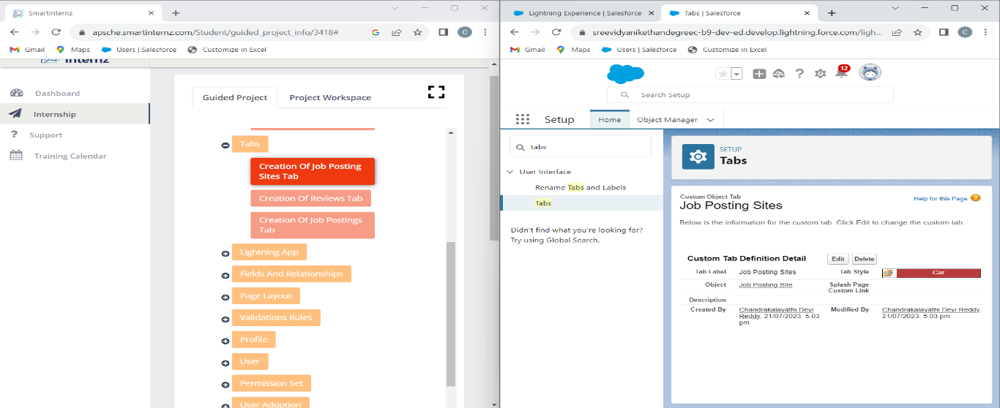 Smartinternz
apsche.smartinternz.com/Student/guided_project_info/3418#
C
Gmail
Maps
Users | Salesforce
Customize in Excel
internz
Dashboard
Internship
Support
Training Calendar
Guided Project
Project Workspace
Tabs
Creation Of Job Posting
Sites Tab
Creation Of Reviews Tab
Creation Of Job Postings
Tab
Lightning App
Fields And Relationships
Page Layout
Validations Rules
Profile
User
Permission Set
User Adoption
Lightning Experience | Salesforce
Tabs | Salesforce
sreevidyanikethandegreec-b9-dev-ed.develop.lightning.force.com/ligh...
C
Gmail
Maps
Users | Salesforce
Customize in Excel
12
Search Setup
Setup
Home
Object Manager
tabs
User Interface
Rename Tabs and Labels
Tabs
Didn't find what you're looking for?
Try using Global Search.
SETUP
Tabs
Custom Object Tab
Job Posting Sites
Help for this Page
Below is the information for the custom tab. Click Edit to change the custom tab.
Custom Tab Definition Detail
Edit
Delete
Tab Label
Job Posting Sites
Tab Style
Car
Object
Job Posting Site
Splash Page
Custom Link
Description
Created By
Chandrakalavathi Devi
Reddy, 21/07/2023, 5.03
pm
Modified By
Chandrakalavathi Devi Reddy,
21/07/2023, 5.03 pm